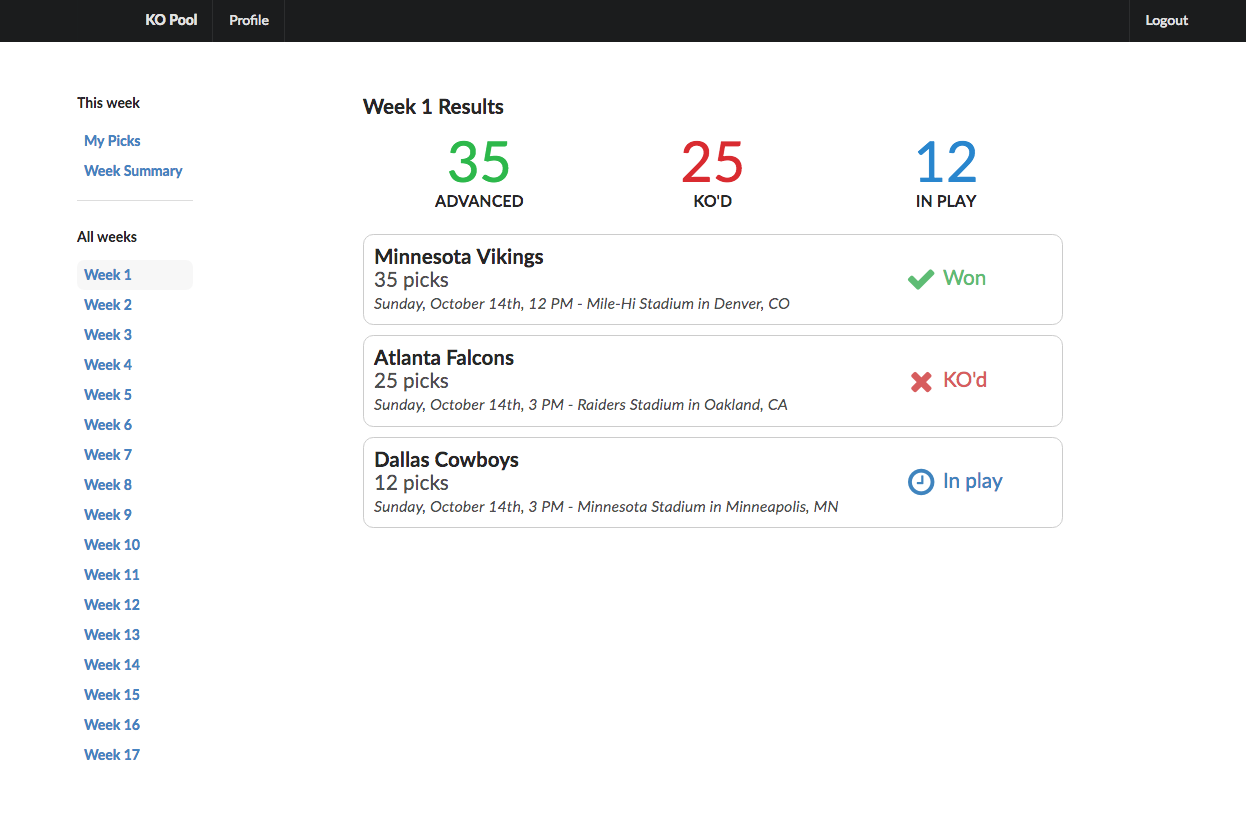 KO Pool Profile Logout
This week
My Picks
Week Summary
All weeks
Week 1
Week 2
Week 3
Week 4
Week 5
Week 6
Week 7
Week 8
Week 9
Week 10
Week 11
Week 12
Week 13
Week 14
Week 15
Week 16
Week 17
Week 1 Results
35 25 12
ADVANCED KO'D IN PLAY
Minnesota Vikings
35 picks
Sunday, October 14th, 12 PM - Mile-Hi Stadium in Denver, CO
Won
Atlanta Falcons
25 picks
Sunday, October 14th, 3 PM - Raiders Stadium in Oakland, CA
KO'd
Dallas Cowboys
12 picks
Sunday, October 14th, 3 PM - Minnesota Stadium in Minneapolis, MN
In play